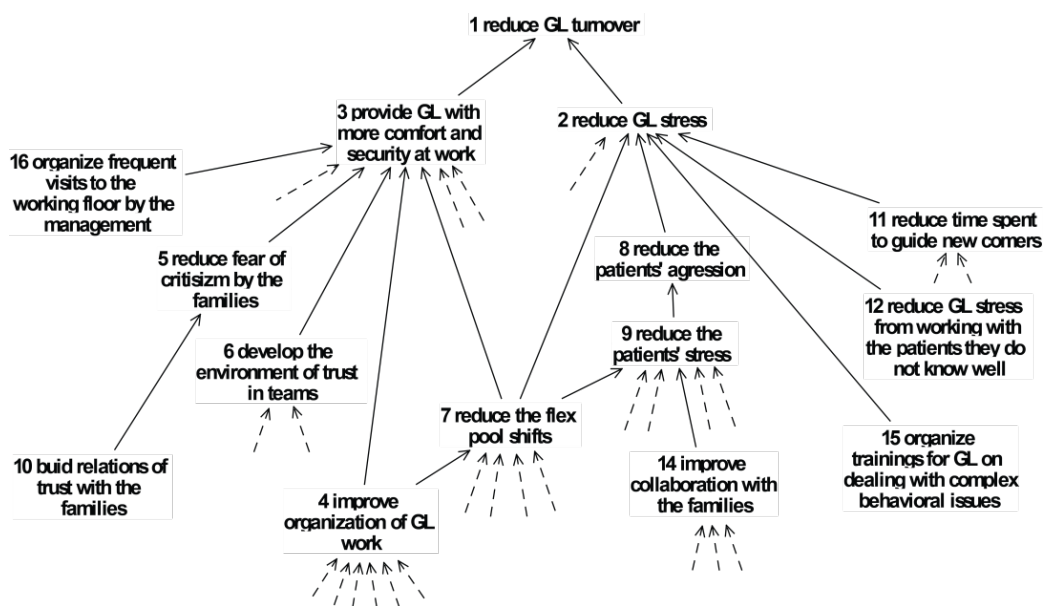 1 reduce GL turnover
3 provide GL with
more comfort and
security at work
2 reduce GL stress
16 organize frequent
visits to the
working floor by the
management
11 reduce time spent
to guide new comers
8 reduce the
patients' agression
5 reduce fear of
critisizm by the
families
12 reduce GL stress
from working with
the patients they do
not know well
9 reduce the
patients' stress
6 develop the
environment of trust
in teams
7 reduce the flex
pool shifts
15 organize
trainings for GL on
dealing with complex
behavioral issues
10 buid relations of
trust with the
families
14 improve
collaboration with
the families
4 improve
organization of GL
work